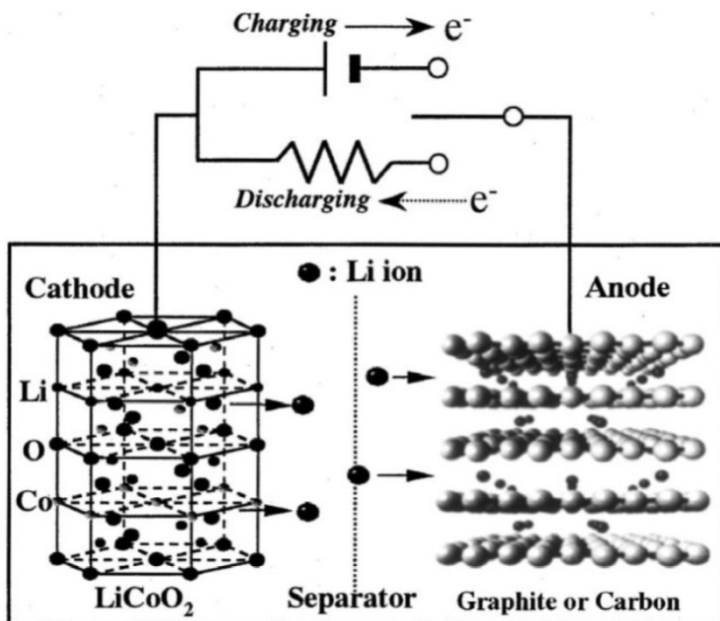 Charging e-
Discharging e-
: Li ion
Cathode
Anode
Li
O
Co
LiCoO2
Separator
Graphite or Carbon